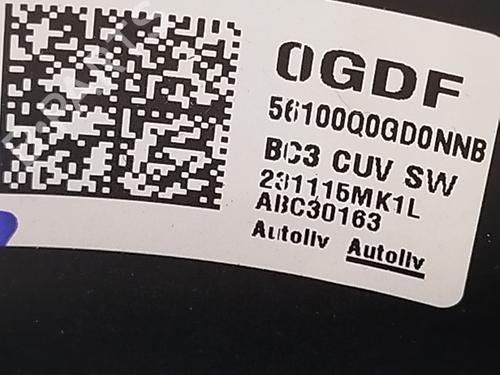 0GDF
56100Q0GD0NNB
BC3 CUV SW
231115MK1L
ABC30163
Autoliv Autoliv